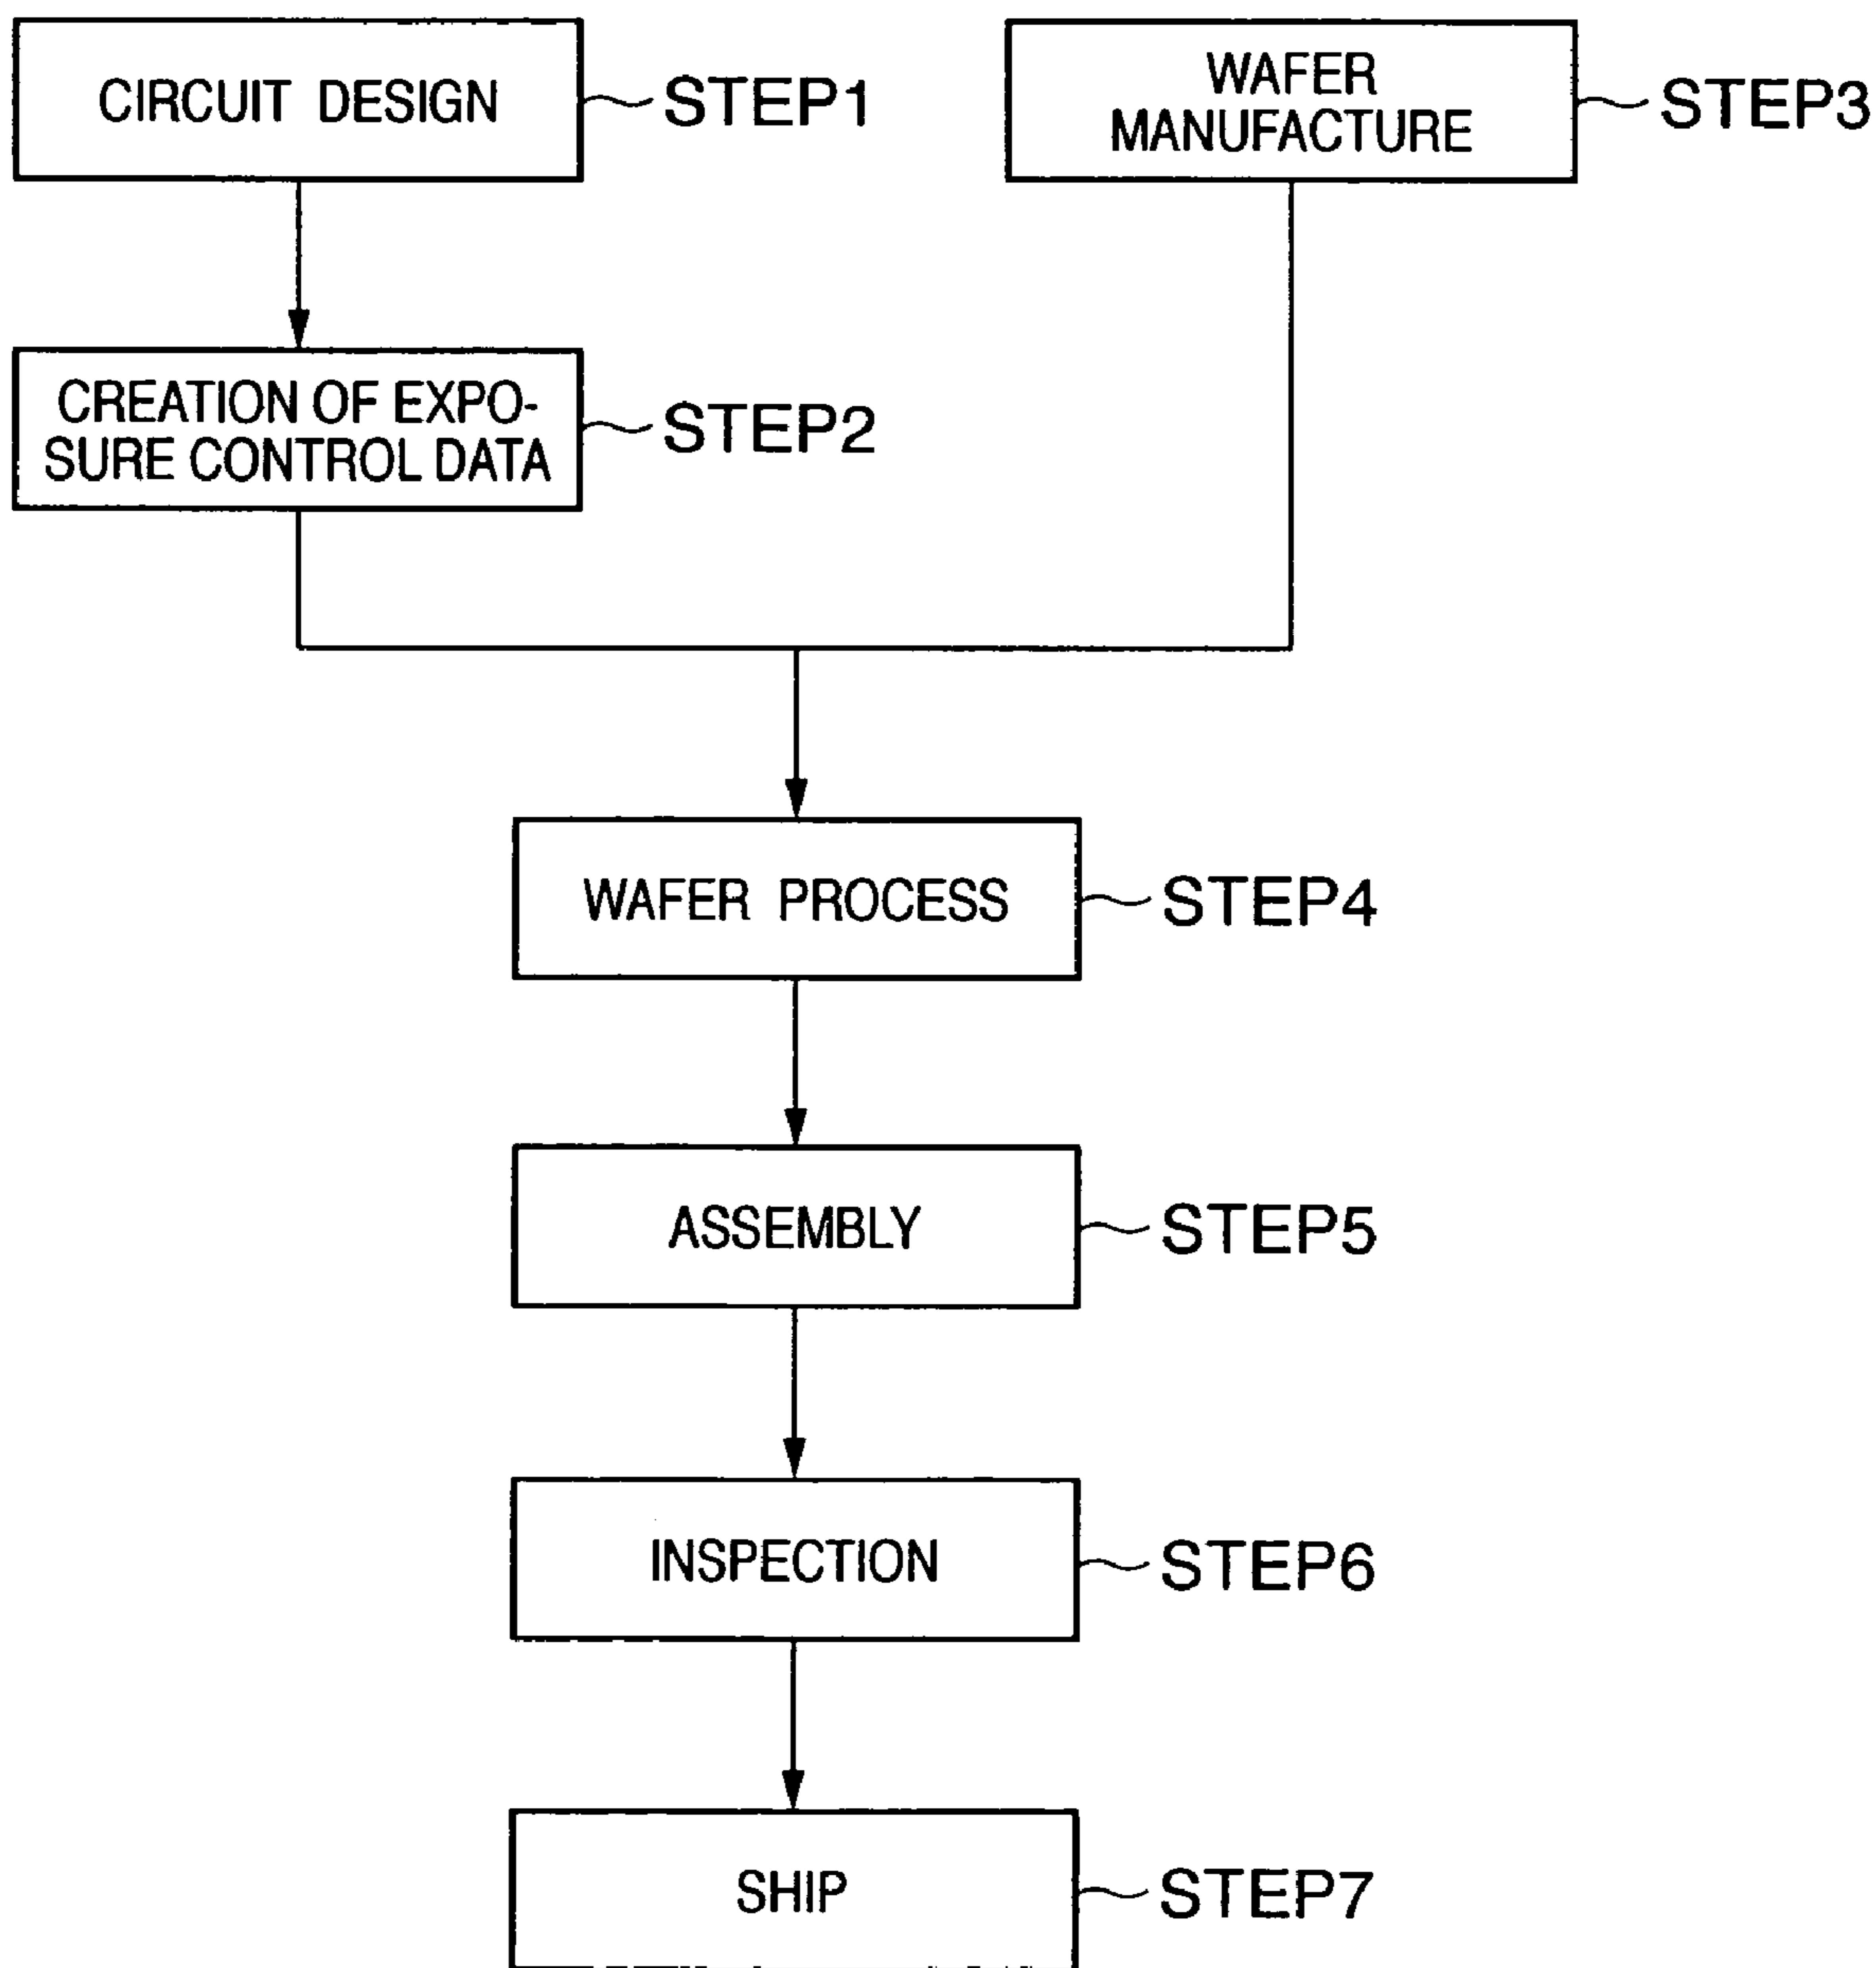 CIRCUIT DESIGN
STEP1
WAFER
MANUFACTURE
STEP3
CREATION OF EXPO-
SURE CONTROL DATA
STEP2
WAFER PROCESS
STEP4
ASSEMBLY
STEP5
INSPECTION
STEP6
SHIP
STEP7